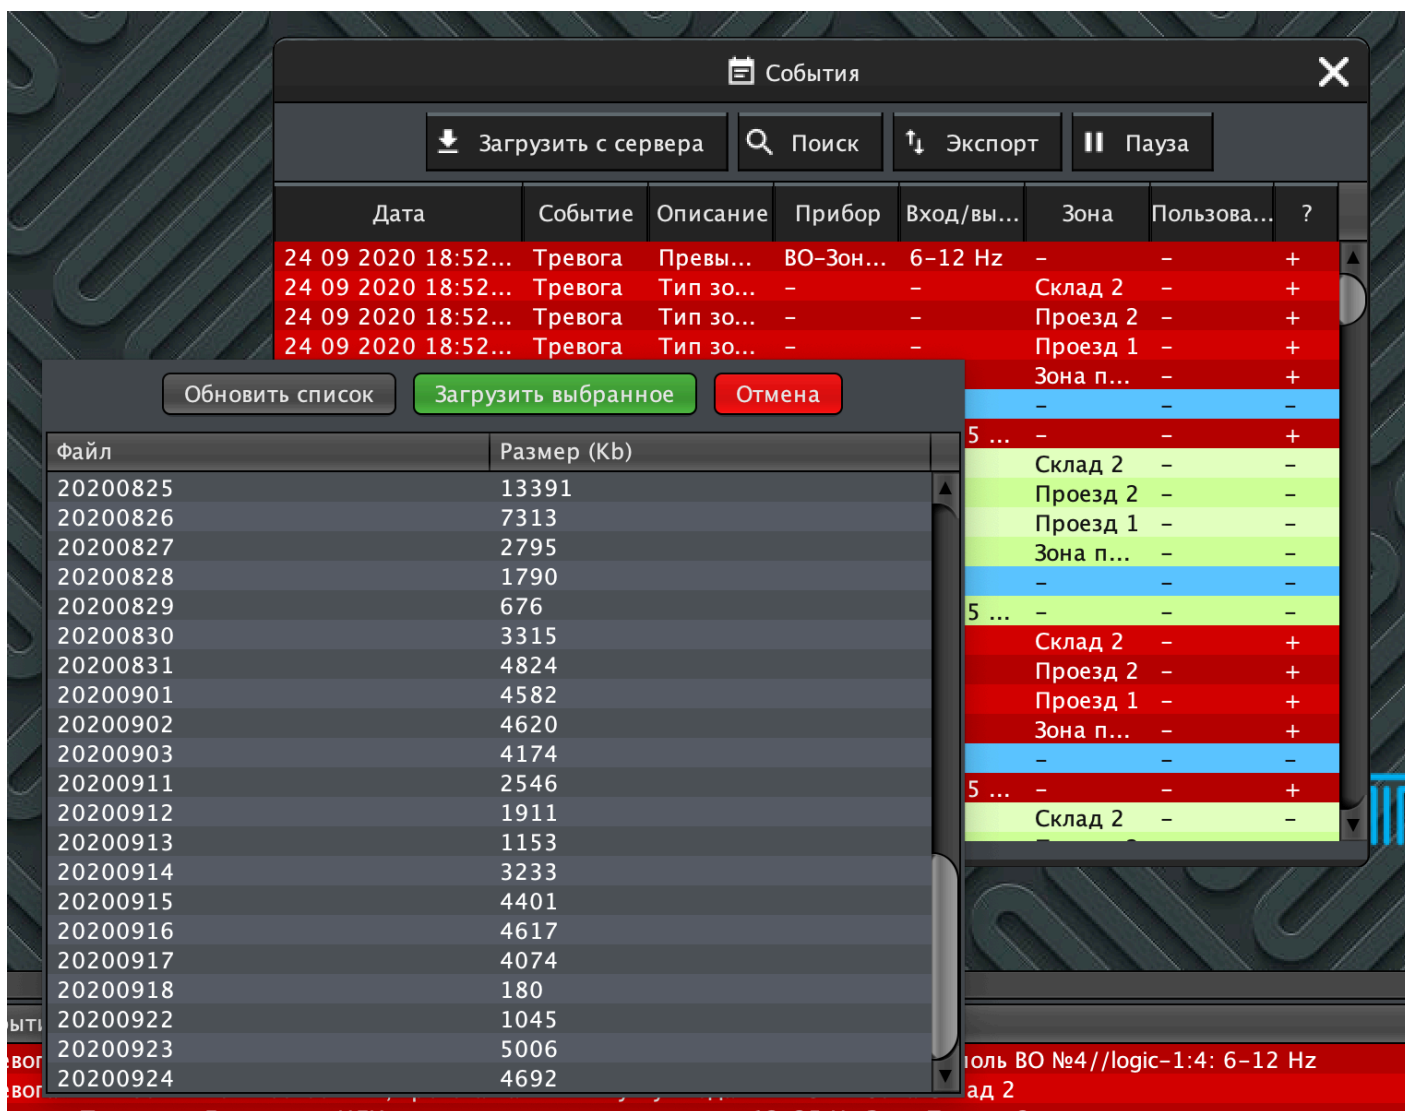 События
Загрузить с сервера Поиск Экспорт Пауза
Дата Событие Описание Прибор Вход/вы... Зона Пользова... ?
24 09 2020 18:52... Тревога Превы... ВО-Зон... 6-12 Hz - - +
24 09 2020 18:52... Тревога Тип зо... - - Склад 2 - +
24 09 2020 18:52... Тревога Тип зо... - - Проезд 2 - +
24 09 2020 18:52... Тревога Тип зо... - - Проезд 1 - +
Зона п... - +
- - -
5 ... - - +
Склад 2 - -
Проезд 2 - -
Проезд 1 - -
Зона п... - -
- - -
5 ... - - -
Склад 2 - +
Проезд 2 - +
Проезд 1 - +
Зона п... - +
- - -
5 ... - - +
Склад 2 - -
Обновить список Загрузить выбранное Отмена
Файл Размер (Kb)
20200825 13391
20200826 7313
20200827 2795
20200828 1790
20200829 676
20200830 3315
20200831 4824
20200901 4582
20200902 4620
20200903 4174
20200911 2546
20200912 1911
20200913 1153
20200914 3233
20200915 4401
20200916 4617
20200917 4074
20200918 180
20200922 1045
20200923 5006
20200924 4692
оль ВО №4//logic-1:4: 6-12 Hz
ад 2